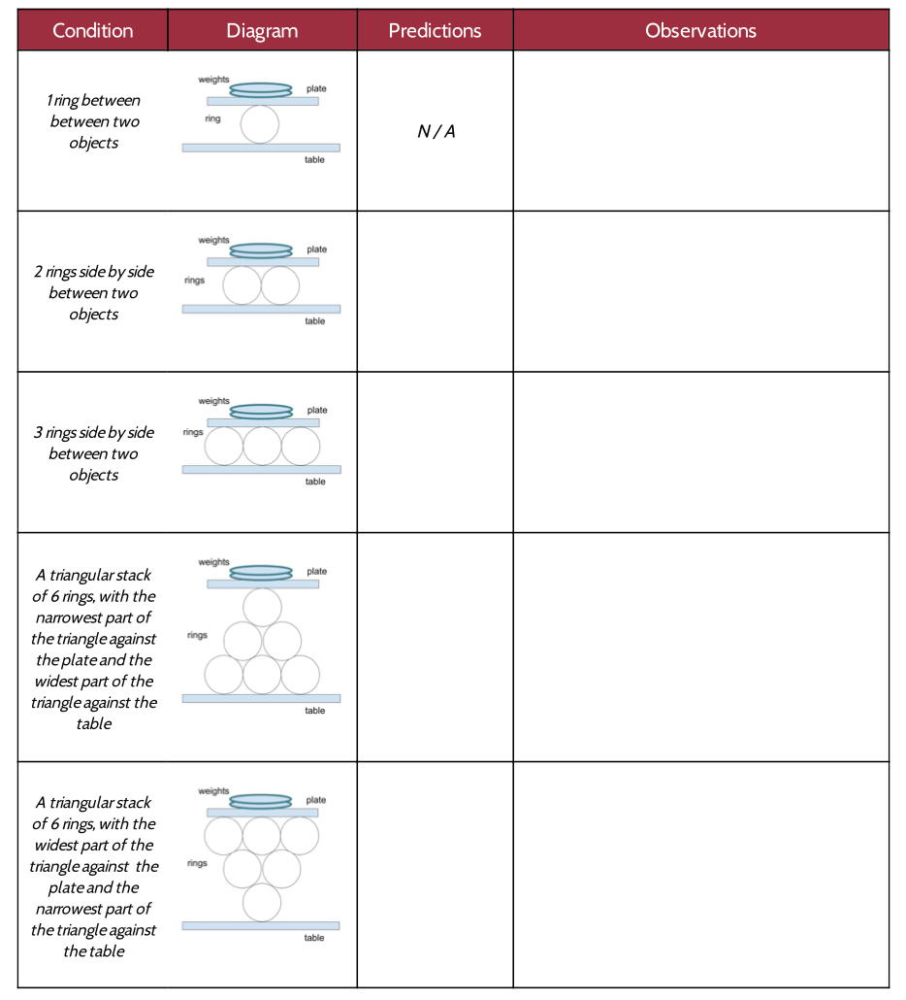 Condition Diagram Predictions Observations
1 ring between
between two
objects
weights
plate
ring
table
N / A
2 rings side by side
between two
objects
weights
plate
rings
table
3 rings side by side
between two
objects
weights
plate
rings
table
A triangular stack
of 6 rings, with the
narrowest part of
the triangle against
the plate and the
widest part of the
triangle against the
table
weights
plate
rings
table
A triangular stack
of 6 rings, with the
widest part of the
triangle against the
plate and the
narrowest part of
the triangle against
the table
weights
plate
rings
table